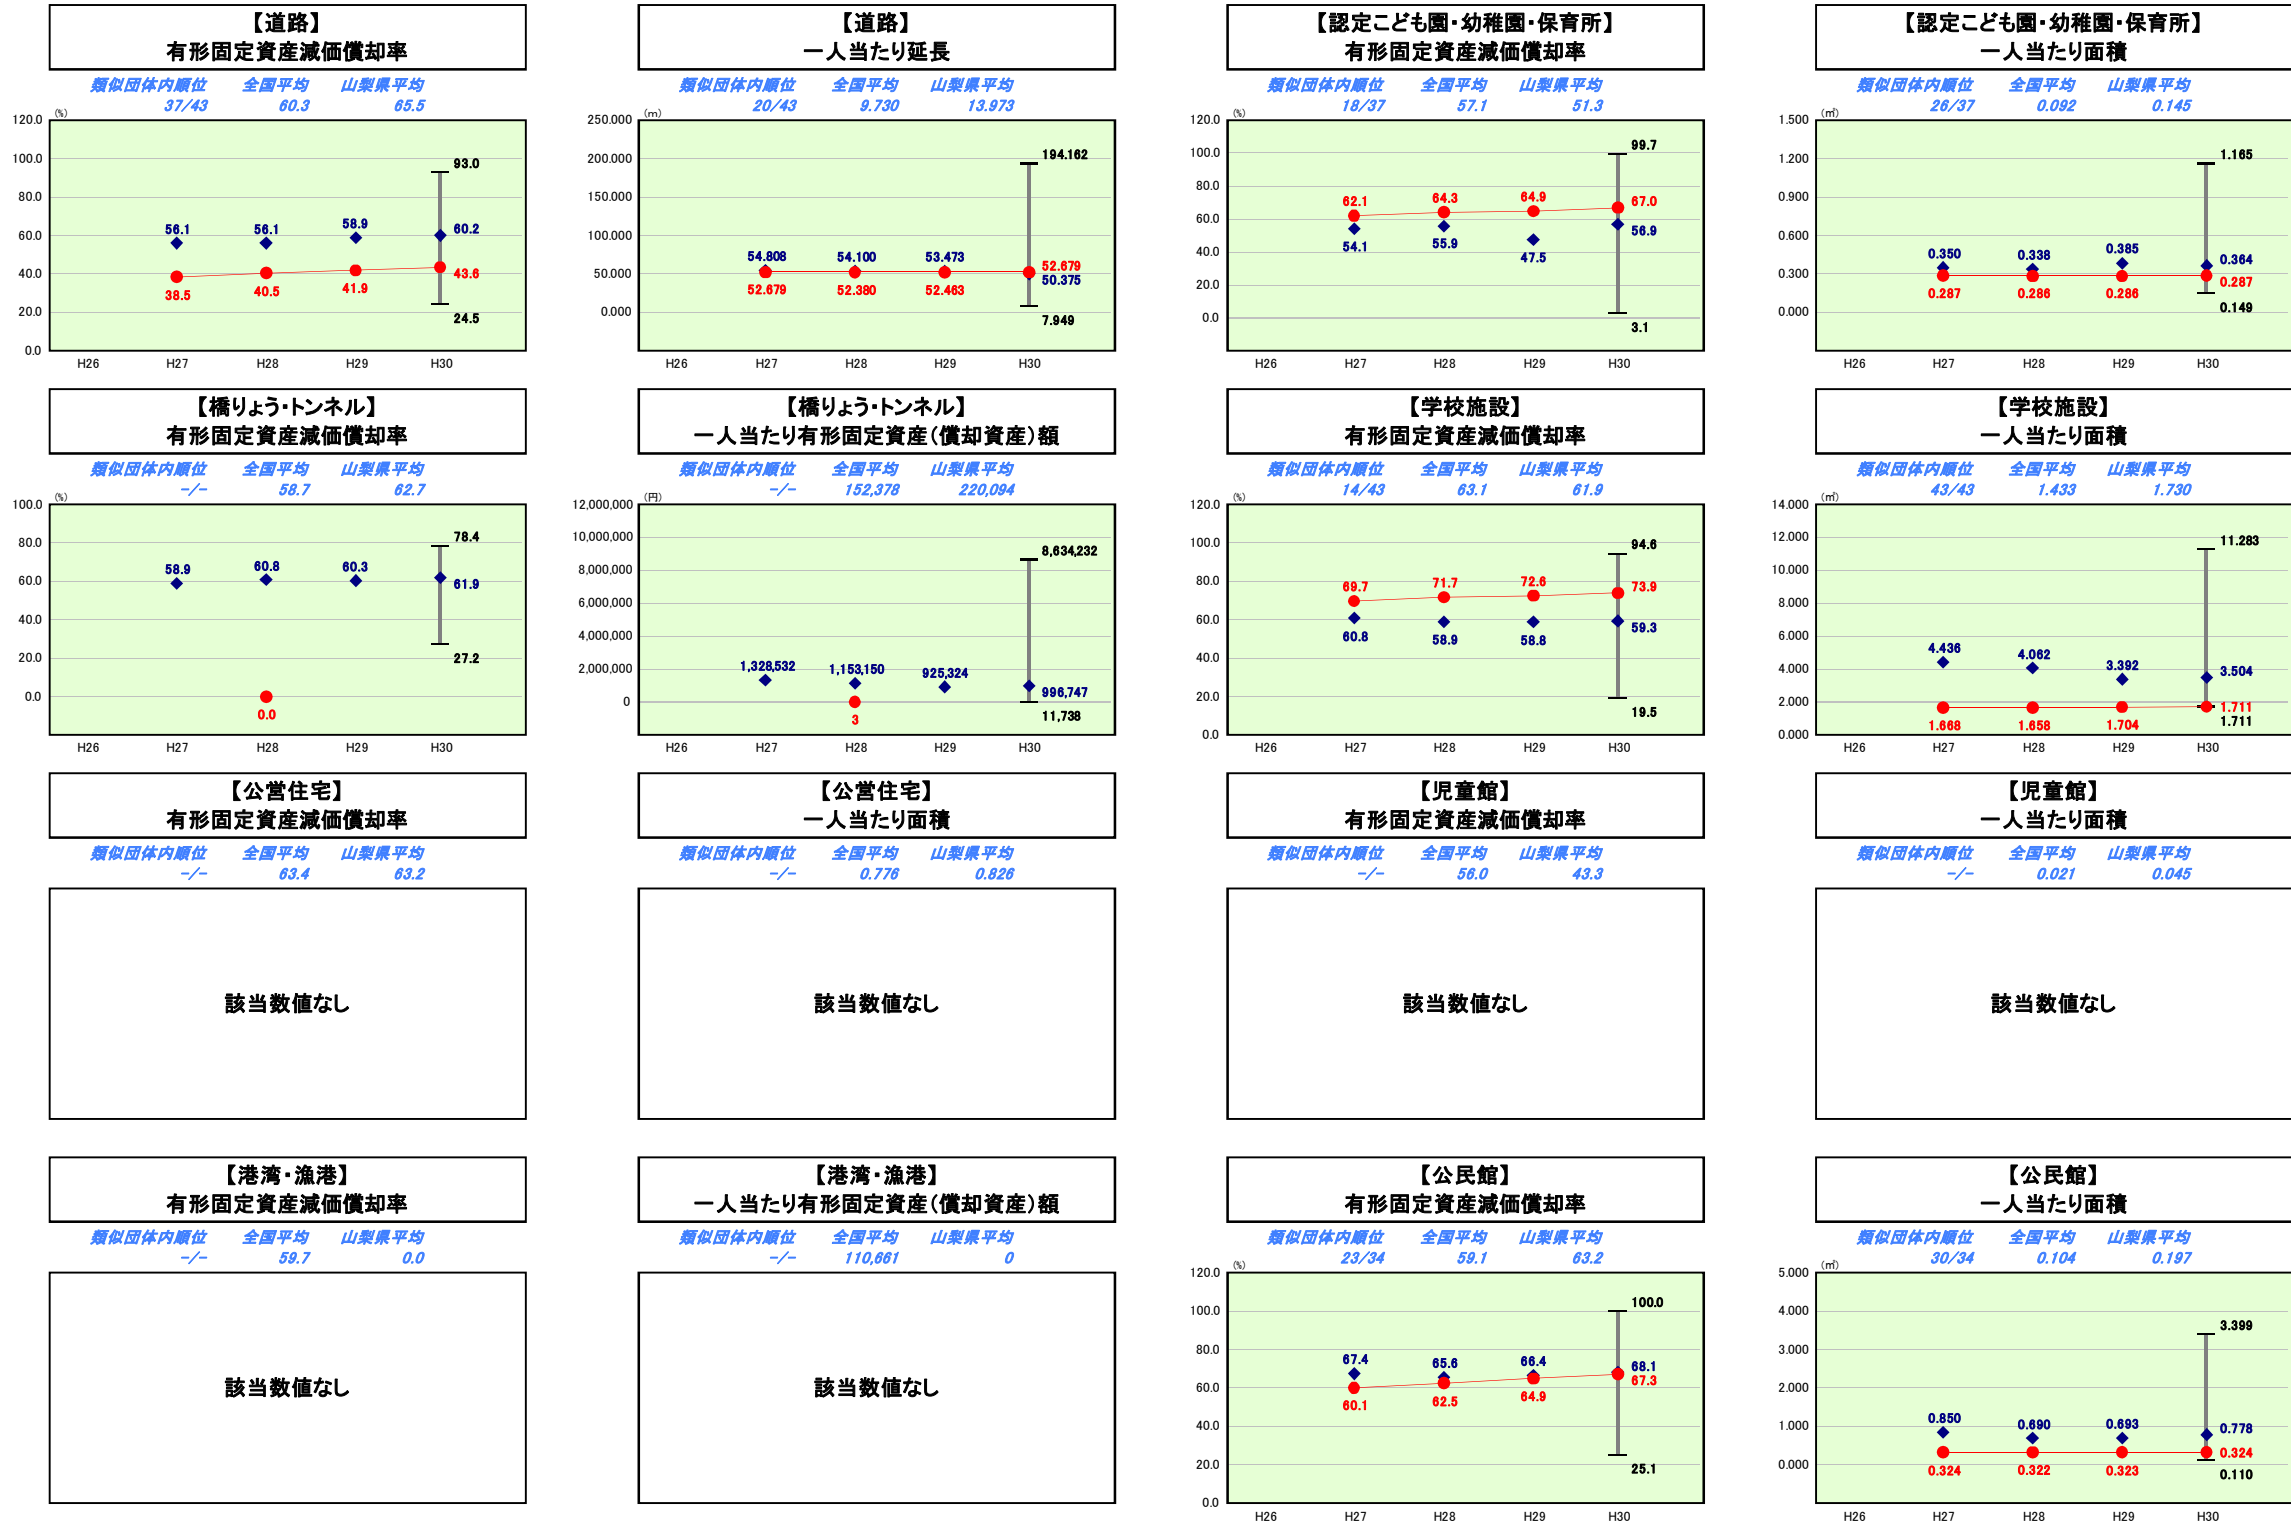 【道路】
有形固定資産減価償却率
類似団体内順位 全国平均 山梨県平均
37/43 60.3 65.5
(%)
120.0
100.0
80.0
60.0
40.0
20.0
0.0
93.0
56.1 56.1 58.9 60.2
38.5 40.5 41.9 43.6
24.5
H26 H27 H28 H29 H30
【道路】
一人当たり延長
類似団体内順位 全国平均 山梨県平均
20/43 9.730 13.973
(m)
250.000
200.000
150.000
100.000
50.000
0.000
194.162
54.808 54.100 53.473 52.679
52.679 52.380 52.463 50.375
7.949
H26 H27 H28 H29 H30
【認定こども園・幼稚園・保育所】
有形固定資産減価償却率
類似団体内順位 全国平均 山梨県平均
18/37 57.1 51.3
(%)
120.0
100.0
80.0
60.0
40.0
20.0
0.0
99.7
62.1 64.3 64.9 67.0
54.1 55.9 47.5 56.9
3.1
H26 H27 H28 H29 H30
【認定こども園・幼稚園・保育所】
一人当たり面積
類似団体内順位 全国平均 山梨県平均
26/37 0.092 0.145
(㎡)
1.500
1.200
0.900
0.600
0.300
0.000
1.165
0.350 0.338 0.385 0.364
0.287 0.286 0.286 0.287
0.149
H26 H27 H28 H29 H30
【橋りょう・トンネル】
有形固定資産減価償却率
類似団体内順位 全国平均 山梨県平均
-/- 58.7 62.7
(%)
100.0
80.0
60.0
40.0
20.0
0.0
78.4
58.9 60.8 60.3 61.9
27.2
0.0
H26 H27 H28 H29 H30
【橋りょう・トンネル】
一人当たり有形固定資産（償却資産）額
類似団体内順位 全国平均 山梨県平均
-/- 152,378 220,094
(円)
12,000,000
10,000,000
8,000,000
6,000,000
4,000,000
2,000,000
0
8,634,232
1,328,532 1,153,150 925,324 996,747
3 11,738
H26 H27 H28 H29 H30
【学校施設】
有形固定資産減価償却率
類似団体内順位 全国平均 山梨県平均
14/43 63.1 61.9
(%)
120.0
100.0
80.0
60.0
40.0
20.0
0.0
94.6
69.7 71.7 72.6 73.9
60.8 58.9 58.8 59.3
19.5
H26 H27 H28 H29 H30
【学校施設】
一人当たり面積
類似団体内順位 全国平均 山梨県平均
43/43 1.433 1.730
(㎡)
14.000
12.000
10.000
8.000
6.000
4.000
2.000
0.000
11.283
4.436 4.062 3.392 3.504
1.668 1.658 1.704 1.711
1.711
H26 H27 H28 H29 H30
【公営住宅】
有形固定資産減価償却率
類似団体内順位 全国平均 山梨県平均
-/- 63.4 63.2
該当数値なし
【公営住宅】
一人当たり面積
類似団体内順位 全国平均 山梨県平均
-/- 0.776 0.826
該当数値なし
【児童館】
有形固定資産減価償却率
類似団体内順位 全国平均 山梨県平均
-/- 56.0 43.3
該当数値なし
【児童館】
一人当たり面積
類似団体内順位 全国平均 山梨県平均
-/- 0.021 0.045
該当数値なし
【港湾・漁港】
有形固定資産減価償却率
類似団体内順位 全国平均 山梨県平均
-/- 59.7 0.0
該当数値なし
【港湾・漁港】
一人当たり有形固定資産（償却資産）額
類似団体内順位 全国平均 山梨県平均
-/- 110,661 0
該当数値なし
【公民館】
有形固定資産減価償却率
類似団体内順位 全国平均 山梨県平均
23/34 59.1 63.2
(%)
120.0
100.0
80.0
60.0
40.0
20.0
0.0
100.0
67.4 65.6 66.4 68.1
60.1 62.5 64.9 67.3
25.1
H26 H27 H28 H29 H30
【公民館】
一人当たり面積
類似団体内順位 全国平均 山梨県平均
30/34 0.104 0.197
(㎡)
5.000
4.000
3.000
2.000
1.000
0.000
3.399
0.850 0.690 0.693 0.778
0.324 0.322 0.323 0.324
0.110
H26 H27 H28 H29 H30